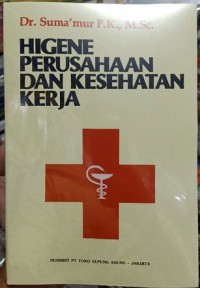 Dr. Suma'mur P.K., M.Sc.
HIGENE
PERUSAHAAN
DAN KESEHATAN
KERJA
PENERBIT PT TOKO GUNUNG AGUNG - JAKARTA